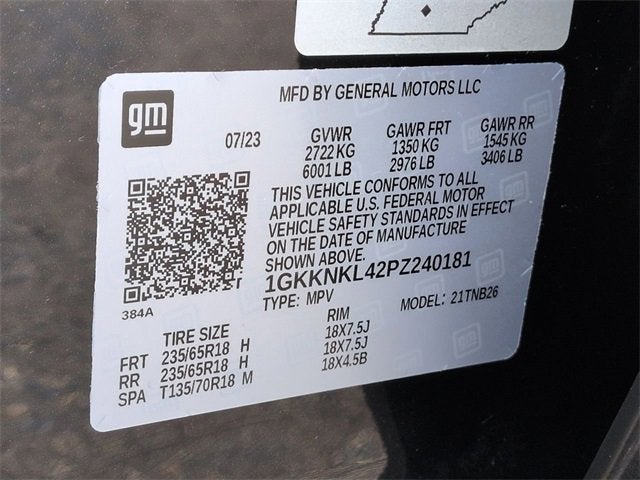 gm
MFD BY GENERAL MOTORS LLC
07/23
GVWR GAWR FRT GAWR RR
2722 KG 1350 KG 1545 KG
6001 LB 2976 LB 3406 LB
THIS VEHICLE CONFORMS TO ALL
APPLICABLE U.S. FEDERAL MOTOR
VEHICLE SAFETY STANDARDS IN EFFECT
ON THE DATE OF MANUFACTURE
SHOWN ABOVE.
1GKKNKL42PZ240181
TYPE: MPV MODEL: 21TNB26
384A
TIRE SIZE RIM
FRT 235/65R18 H 18X7.5J
RR 235/65R18 H 18X7.5J
SPA T135/70R18 M 18X4.5B